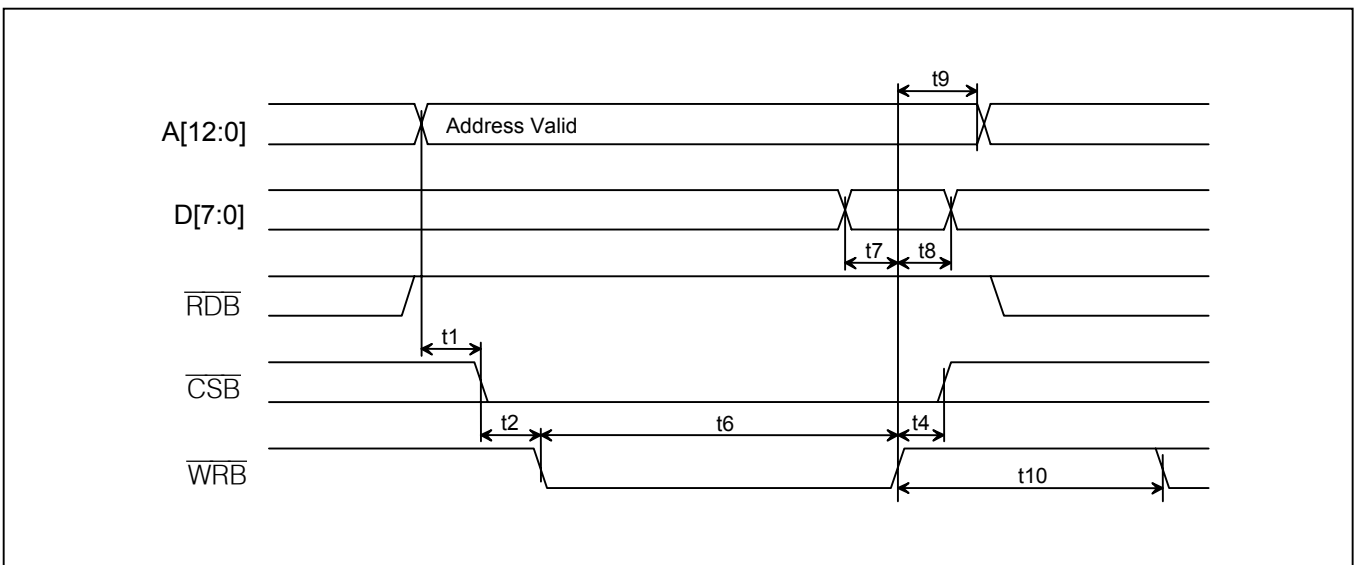 t9
A[12:0]
Address Valid
D[7:0]
t7
t8
RDB
t1
CSB
t2
t6
t4
WRB
t10